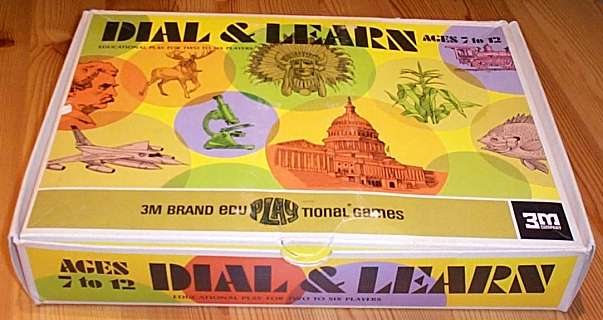 DIAL & LEARN
AGES 7 to 12
EDUCATIONAL PLAY FOR TWO TO SIX PLAYERS
3M BRAND eDU PLAY TIONAL GAMES
3M
COMPANY
AGES
7 to 12
DIAL & LEARN
EDUCATIONAL PLAY FOR TWO TO SIX PLAYERS